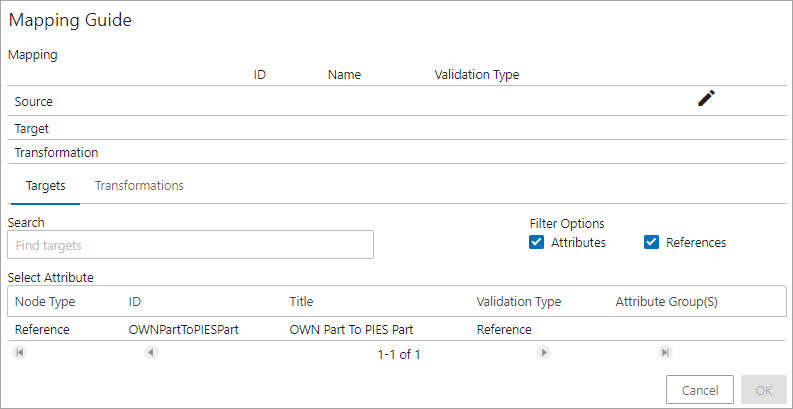 Mapping Guide
Mapping
ID Name Validation Type
Source
Target
Transformation
Targets Transformations
Search Filter Options
Find targets Attributes References
Select Attribute
Node Type ID Title Validation Type Attribute Group(S)
Reference OWNPartToPIESPart OWN Part To PIES Part Reference
1-1 of 1
Cancel OK